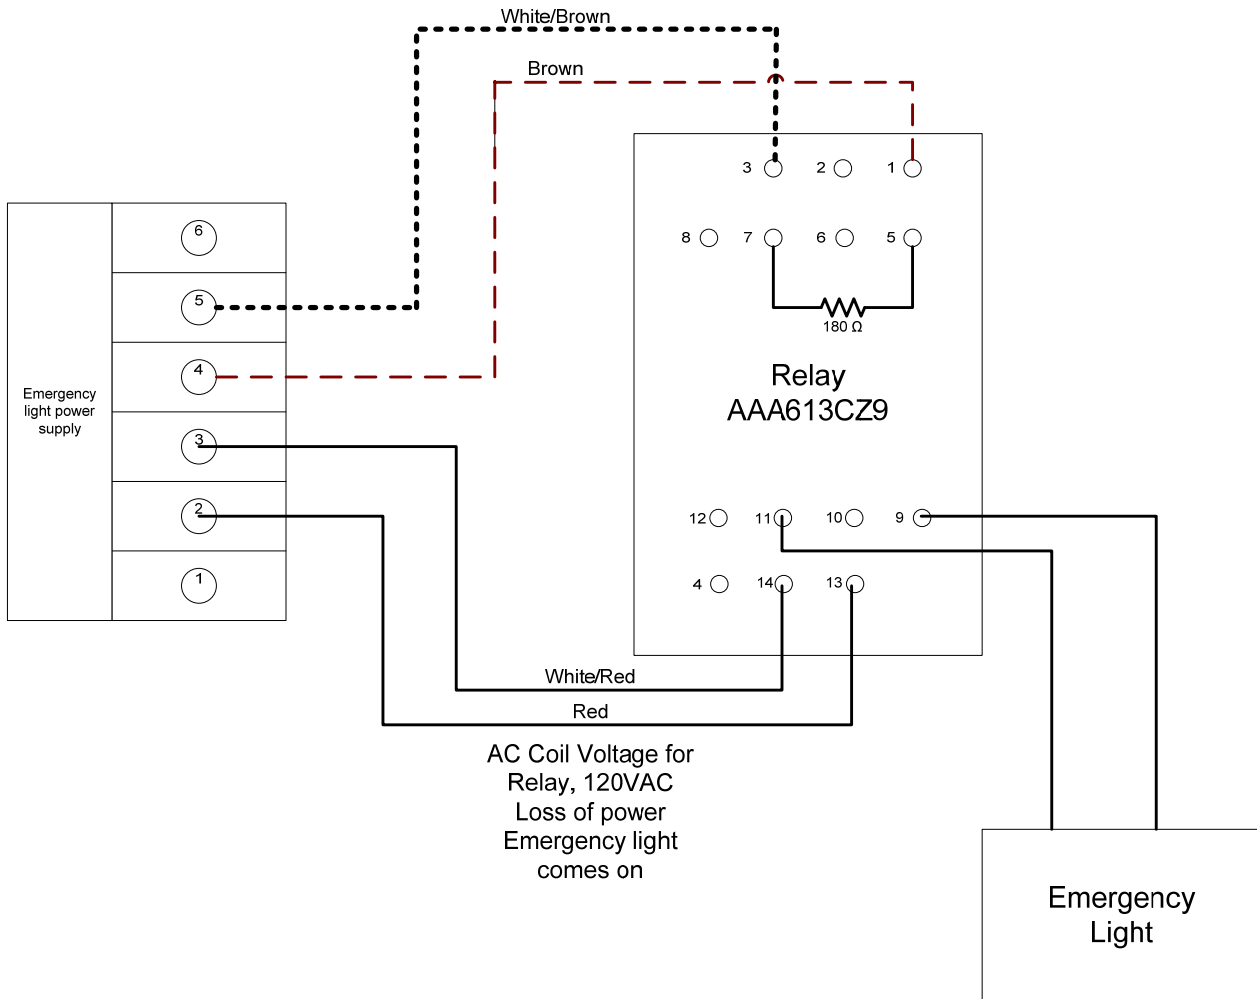 White/Brown
Brown
3 2 1
8 7 6 5
180 Ω
Relay
AAA613CZ9
6
5
4
3
2
1
Emergency
light power
supply
12 11 10 9
4 14 13
White/Red
Red
AC Coil Voltage for
Relay, 120VAC
Loss of power
Emergency light
comes on
Emergency
Light